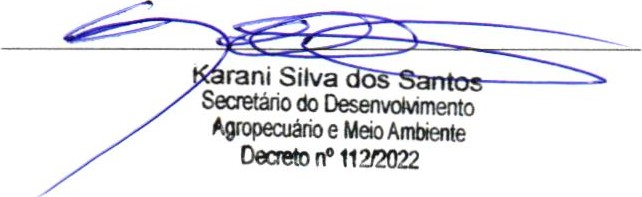 Karani Silva dos Santos
Secretário do Desenvolvimento
Agropecuário e Meio Ambiente
Decreto nº 112/2022